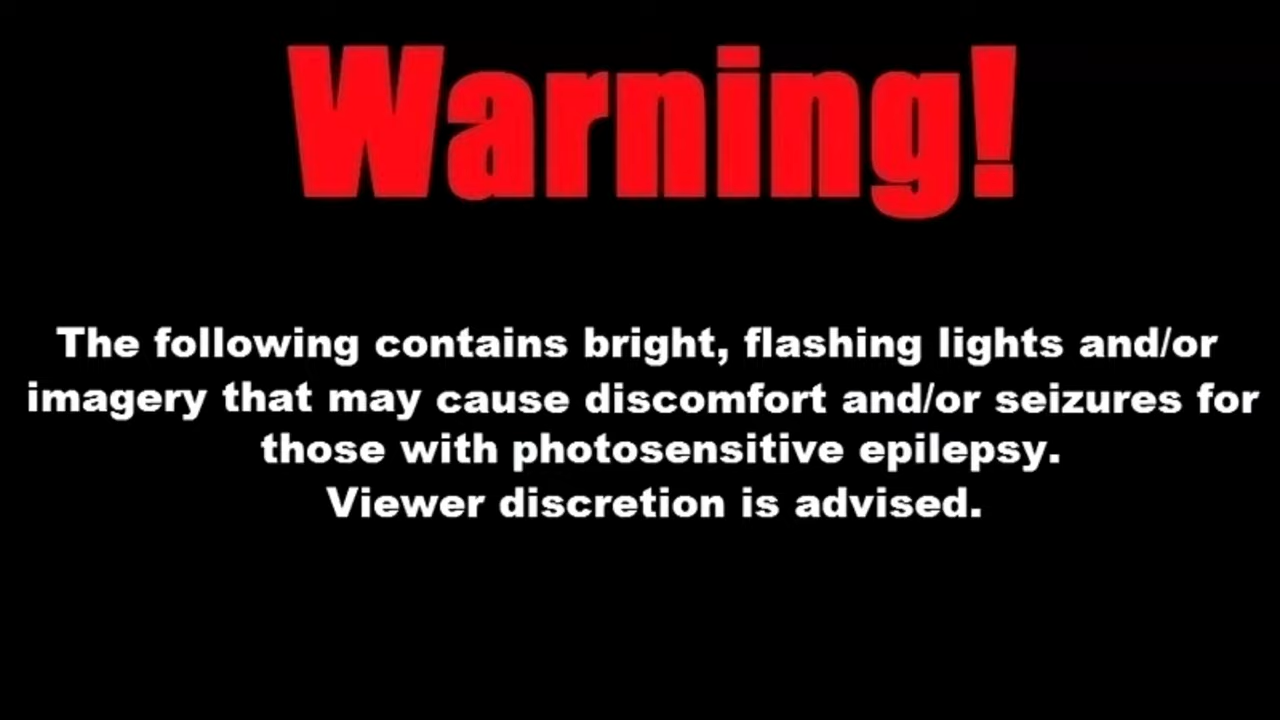 Warning!
The following contains bright, flashing lights and/or
imagery that may cause discomfort and/or seizures for
those with photosensitive epilepsy.
Viewer discretion is advised.